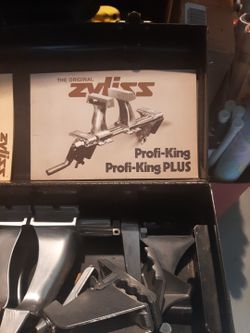 THE ORIGINAL
zyliss
Profi-King
Profi-King PLUS